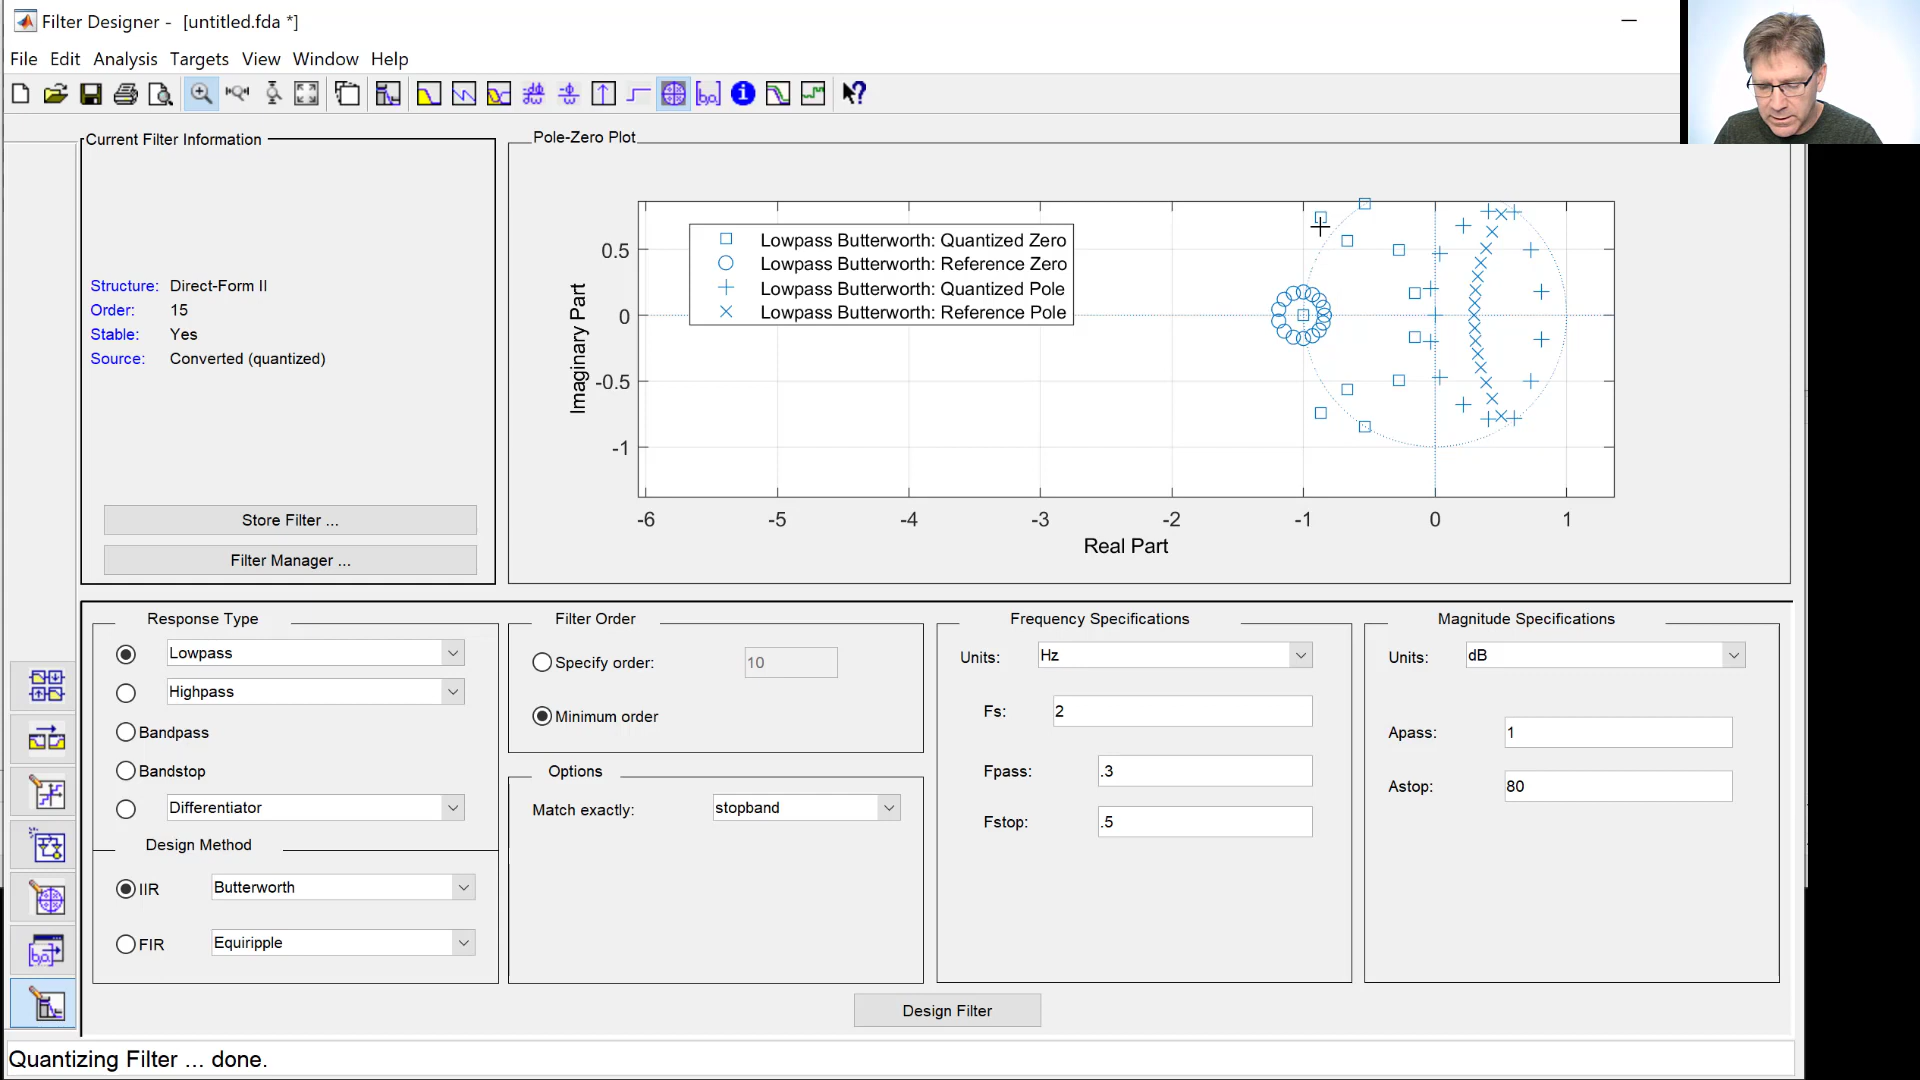 Filter Designer - [untitled.fda *]
File Edit Analysis Targets View Window Help
Current Filter Information
Structure: Direct-Form II
Order: 15
Stable: Yes
Source: Converted (quantized)
Store Filter ...
Filter Manager ...
Pole-Zero Plot
Lowpass Butterworth: Quantized Zero
Lowpass Butterworth: Reference Zero
Lowpass Butterworth: Quantized Pole
Lowpass Butterworth: Reference Pole
Imaginary Part
0.5
0
-0.5
-1
-6 -5 -4 -3 -2 -1 0 1
Real Part
Response Type
Lowpass
Highpass
Bandpass
Bandstop
Differentiator
Design Method
IIR Butterworth
FIR Equiripple
Filter Order
Specify order: 10
Minimum order
Options
Match exactly: stopband
Frequency Specifications
Units: Hz
Fs: 2
Fpass: .3
Fstop: .5
Magnitude Specifications
Units: dB
Apass: 1
Astop: 80
Design Filter
Quantizing Filter ... done.